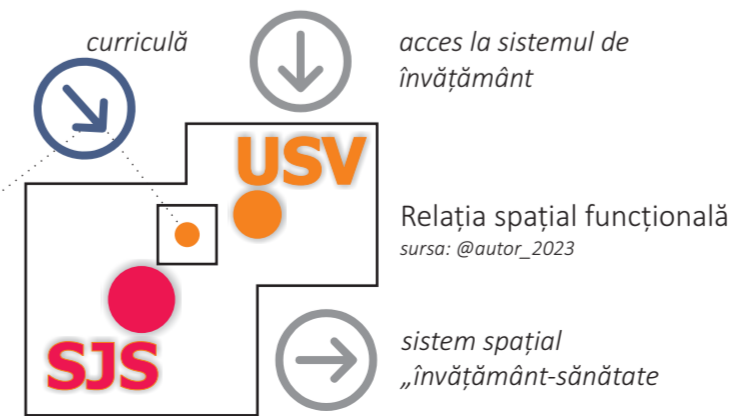 curriculă
acces la sistemul de
învățământ
USV
Relația spațial funcțională
sursa: @autor_2023
SJS
sistem spațial
„învățământ-sănătate